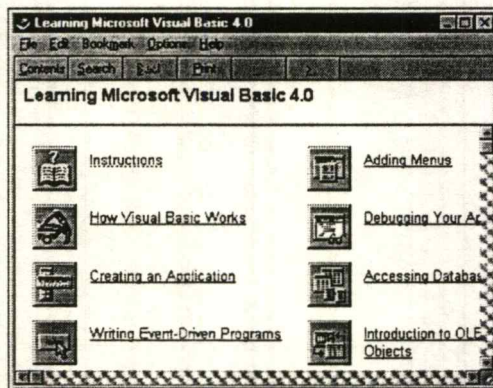 Learning Microsoft Visual Basic 4.0
File Edit Bookmark Options Help
Contents Search Back Print
Learning Microsoft Visual Basic 4.0
Instructions
Adding Menus
How Visual Basic Works
Debugging Your Ap
Creating an Application
Accessing Databas
Writing Event-Driven Programs
Introduction to OLE
Objects